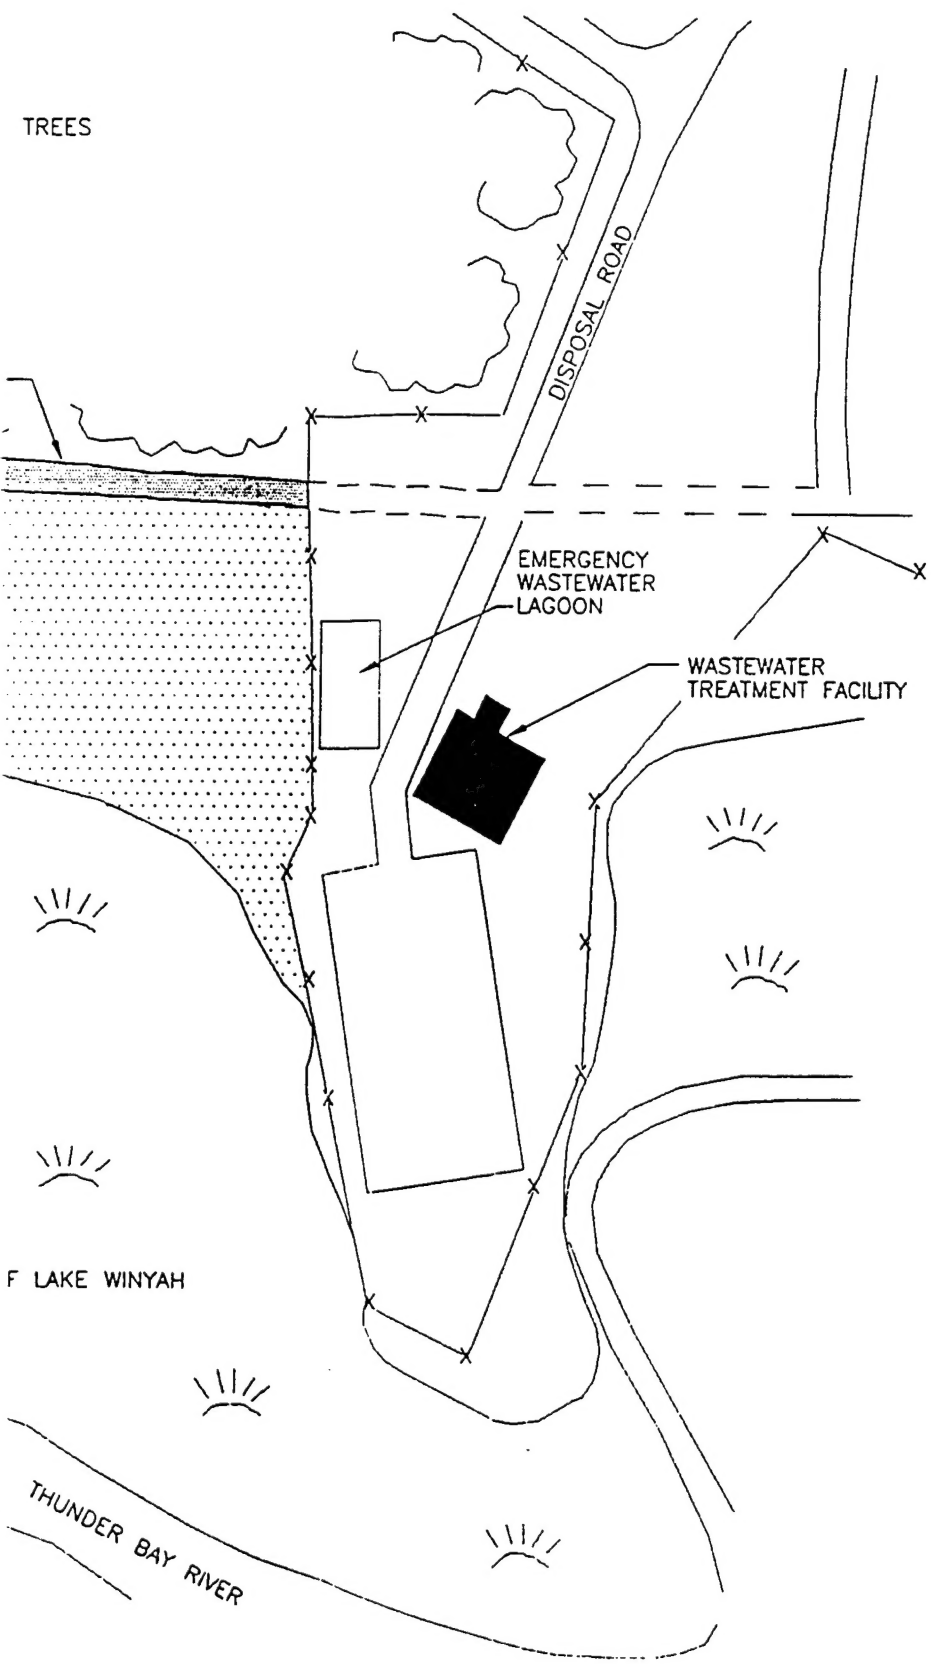 TREES
DISPOSAL ROAD
EMERGENCY
WASTEWATER
LAGOON
WASTEWATER
TREATMENT FACILITY
F LAKE WINYAH
THUNDER BAY RIVER